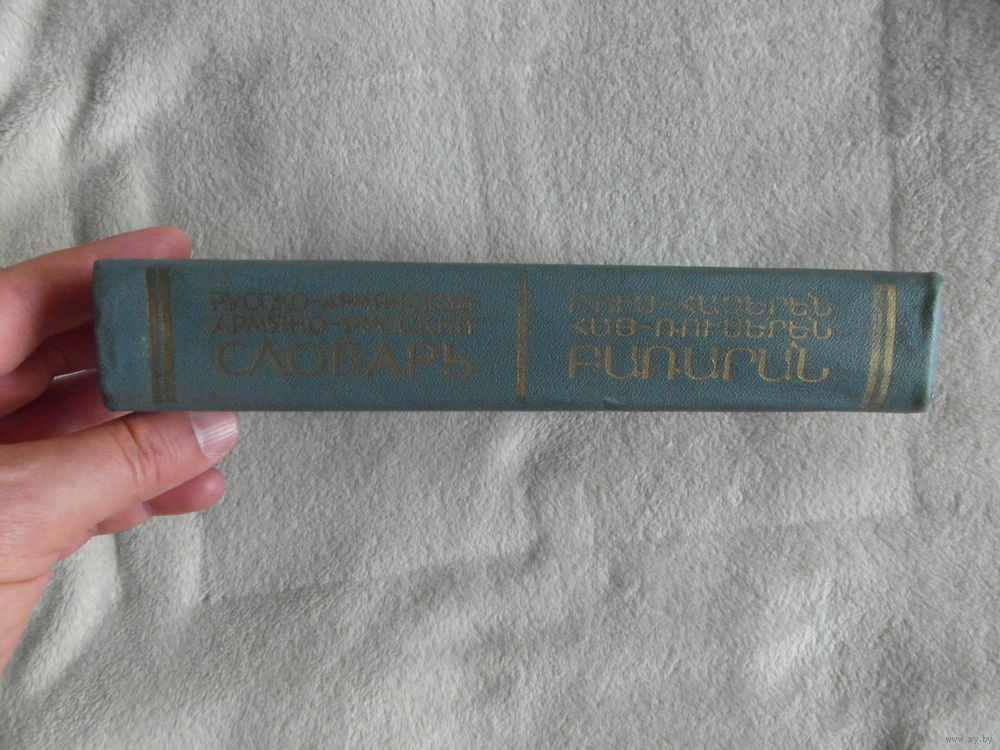 РУССКО-АРМЯНСКИЙ
АРМЯНО-РУССКИЙ
СЛОВАРЬ
ՌՈՒՍ-ՀԱՅԵՐԵՆ
ՀԱՅ-ՌՈՒՍԵՐԵՆ
ԲԱՌԱՐԱՆ
www.ay.by